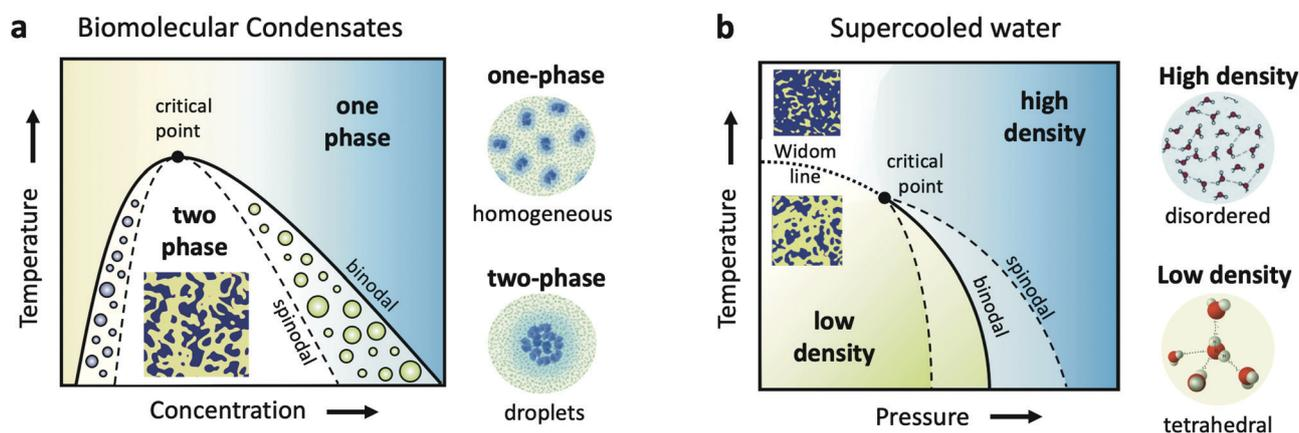 a
Biomolecular Condensates
critical
point
one
phase
two
phase
binodal
spinodal
Temperature
Concentration
one-phase
homogeneous
two-phase
droplets
b
Supercooled water
Widom
line
critical
point
high
density
low
density
binodal
spinodal
Temperature
Pressure
High density
disordered
Low density
tetrahedral